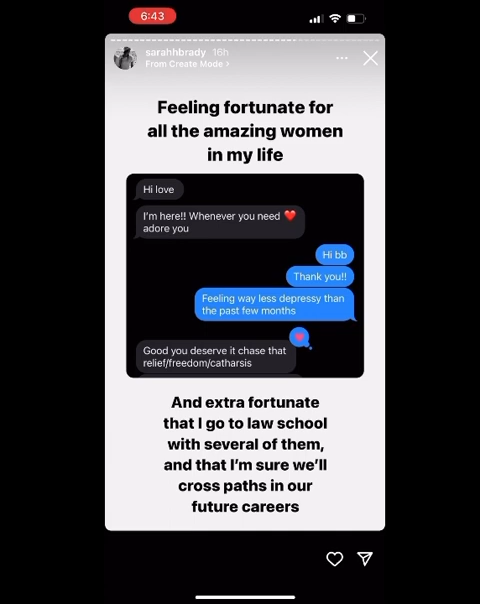 6:43
sarahhbrady 16h
From Create Mode >
Feeling fortunate for
all the amazing women
in my life
Hi love
I'm here!! Whenever you need ❤️
adore you
Hi bb
Thank you!!
Feeling way less depressy than
the past few months
Good you deserve it chase that
relief/freedom/catharsis
And extra fortunate
that I go to law school
with several of them,
and that I'm sure we'll
cross paths in our
future careers